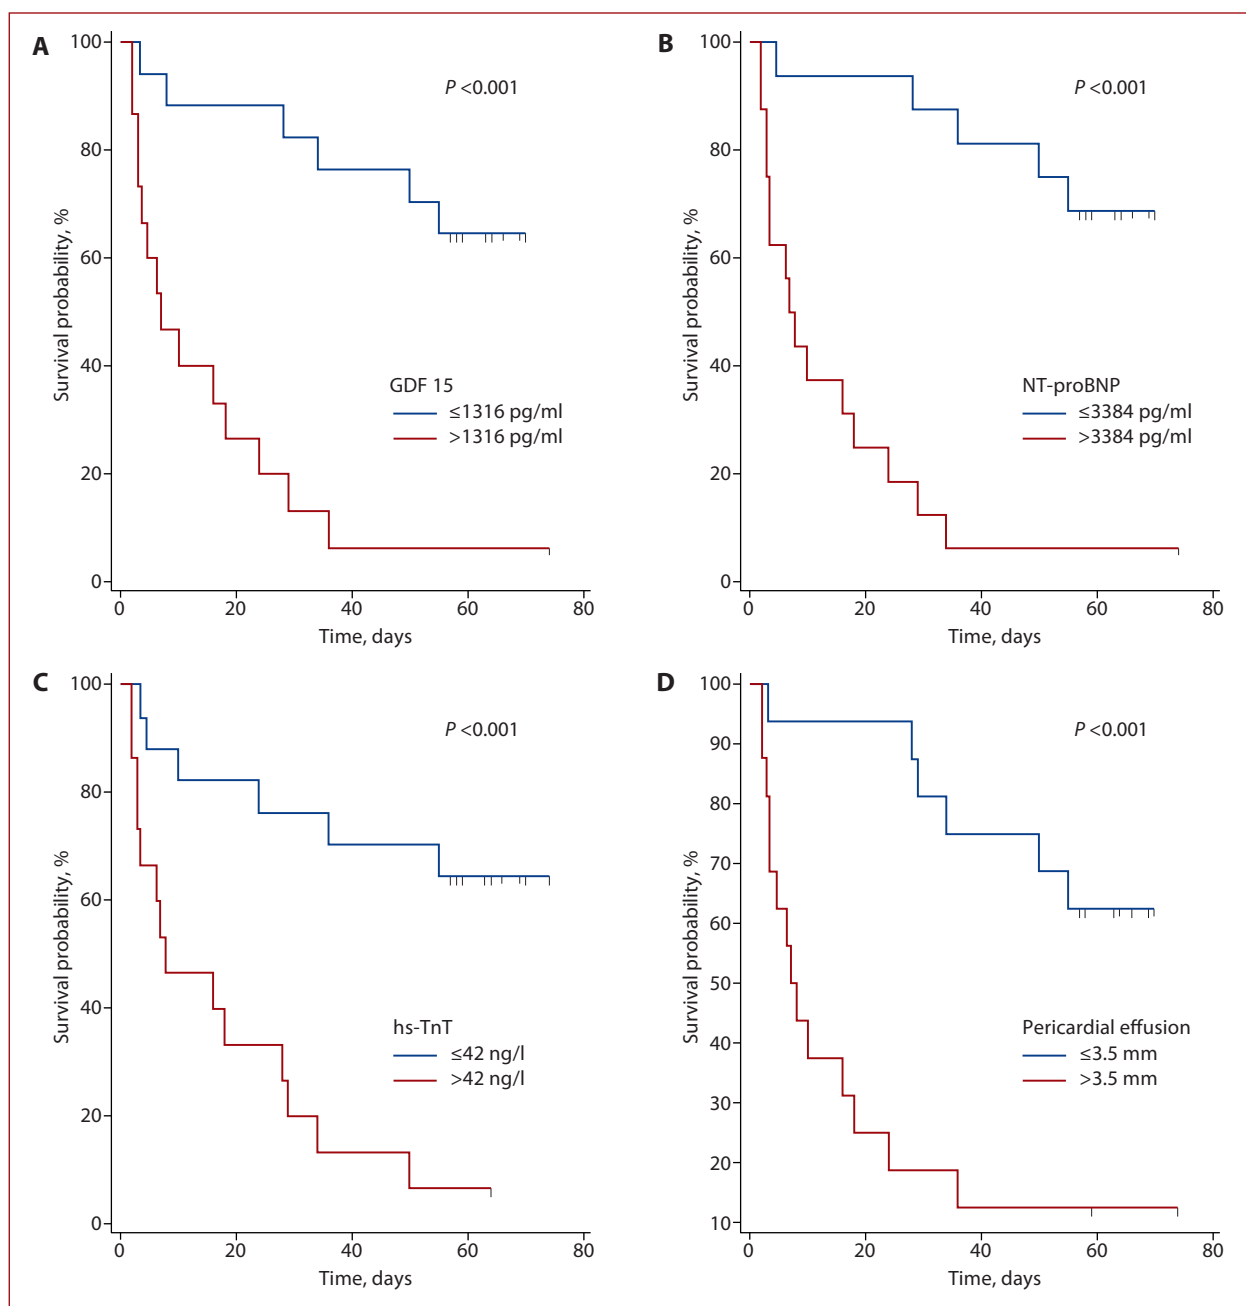 A
100
80
60
40
20
0
Survival probability, %
P <0.001
GDF 15
≤1316 pg/ml
>1316 pg/ml
0 20 40 60 80
Time, days
B
100
80
60
40
20
0
Survival probability, %
P <0.001
NT-proBNP
≤3384 pg/ml
>3384 pg/ml
0 20 40 60 80
Time, days
C
100
80
60
40
20
0
Survival probability, %
P <0.001
hs-TnT
≤42 ng/l
>42 ng/l
0 20 40 60 80
Time, days
D
100
90
80
70
60
50
40
30
20
10
Survival probability, %
P <0.001
Pericardial effusion
≤3.5 mm
>3.5 mm
0 20 40 60 80
Time, days